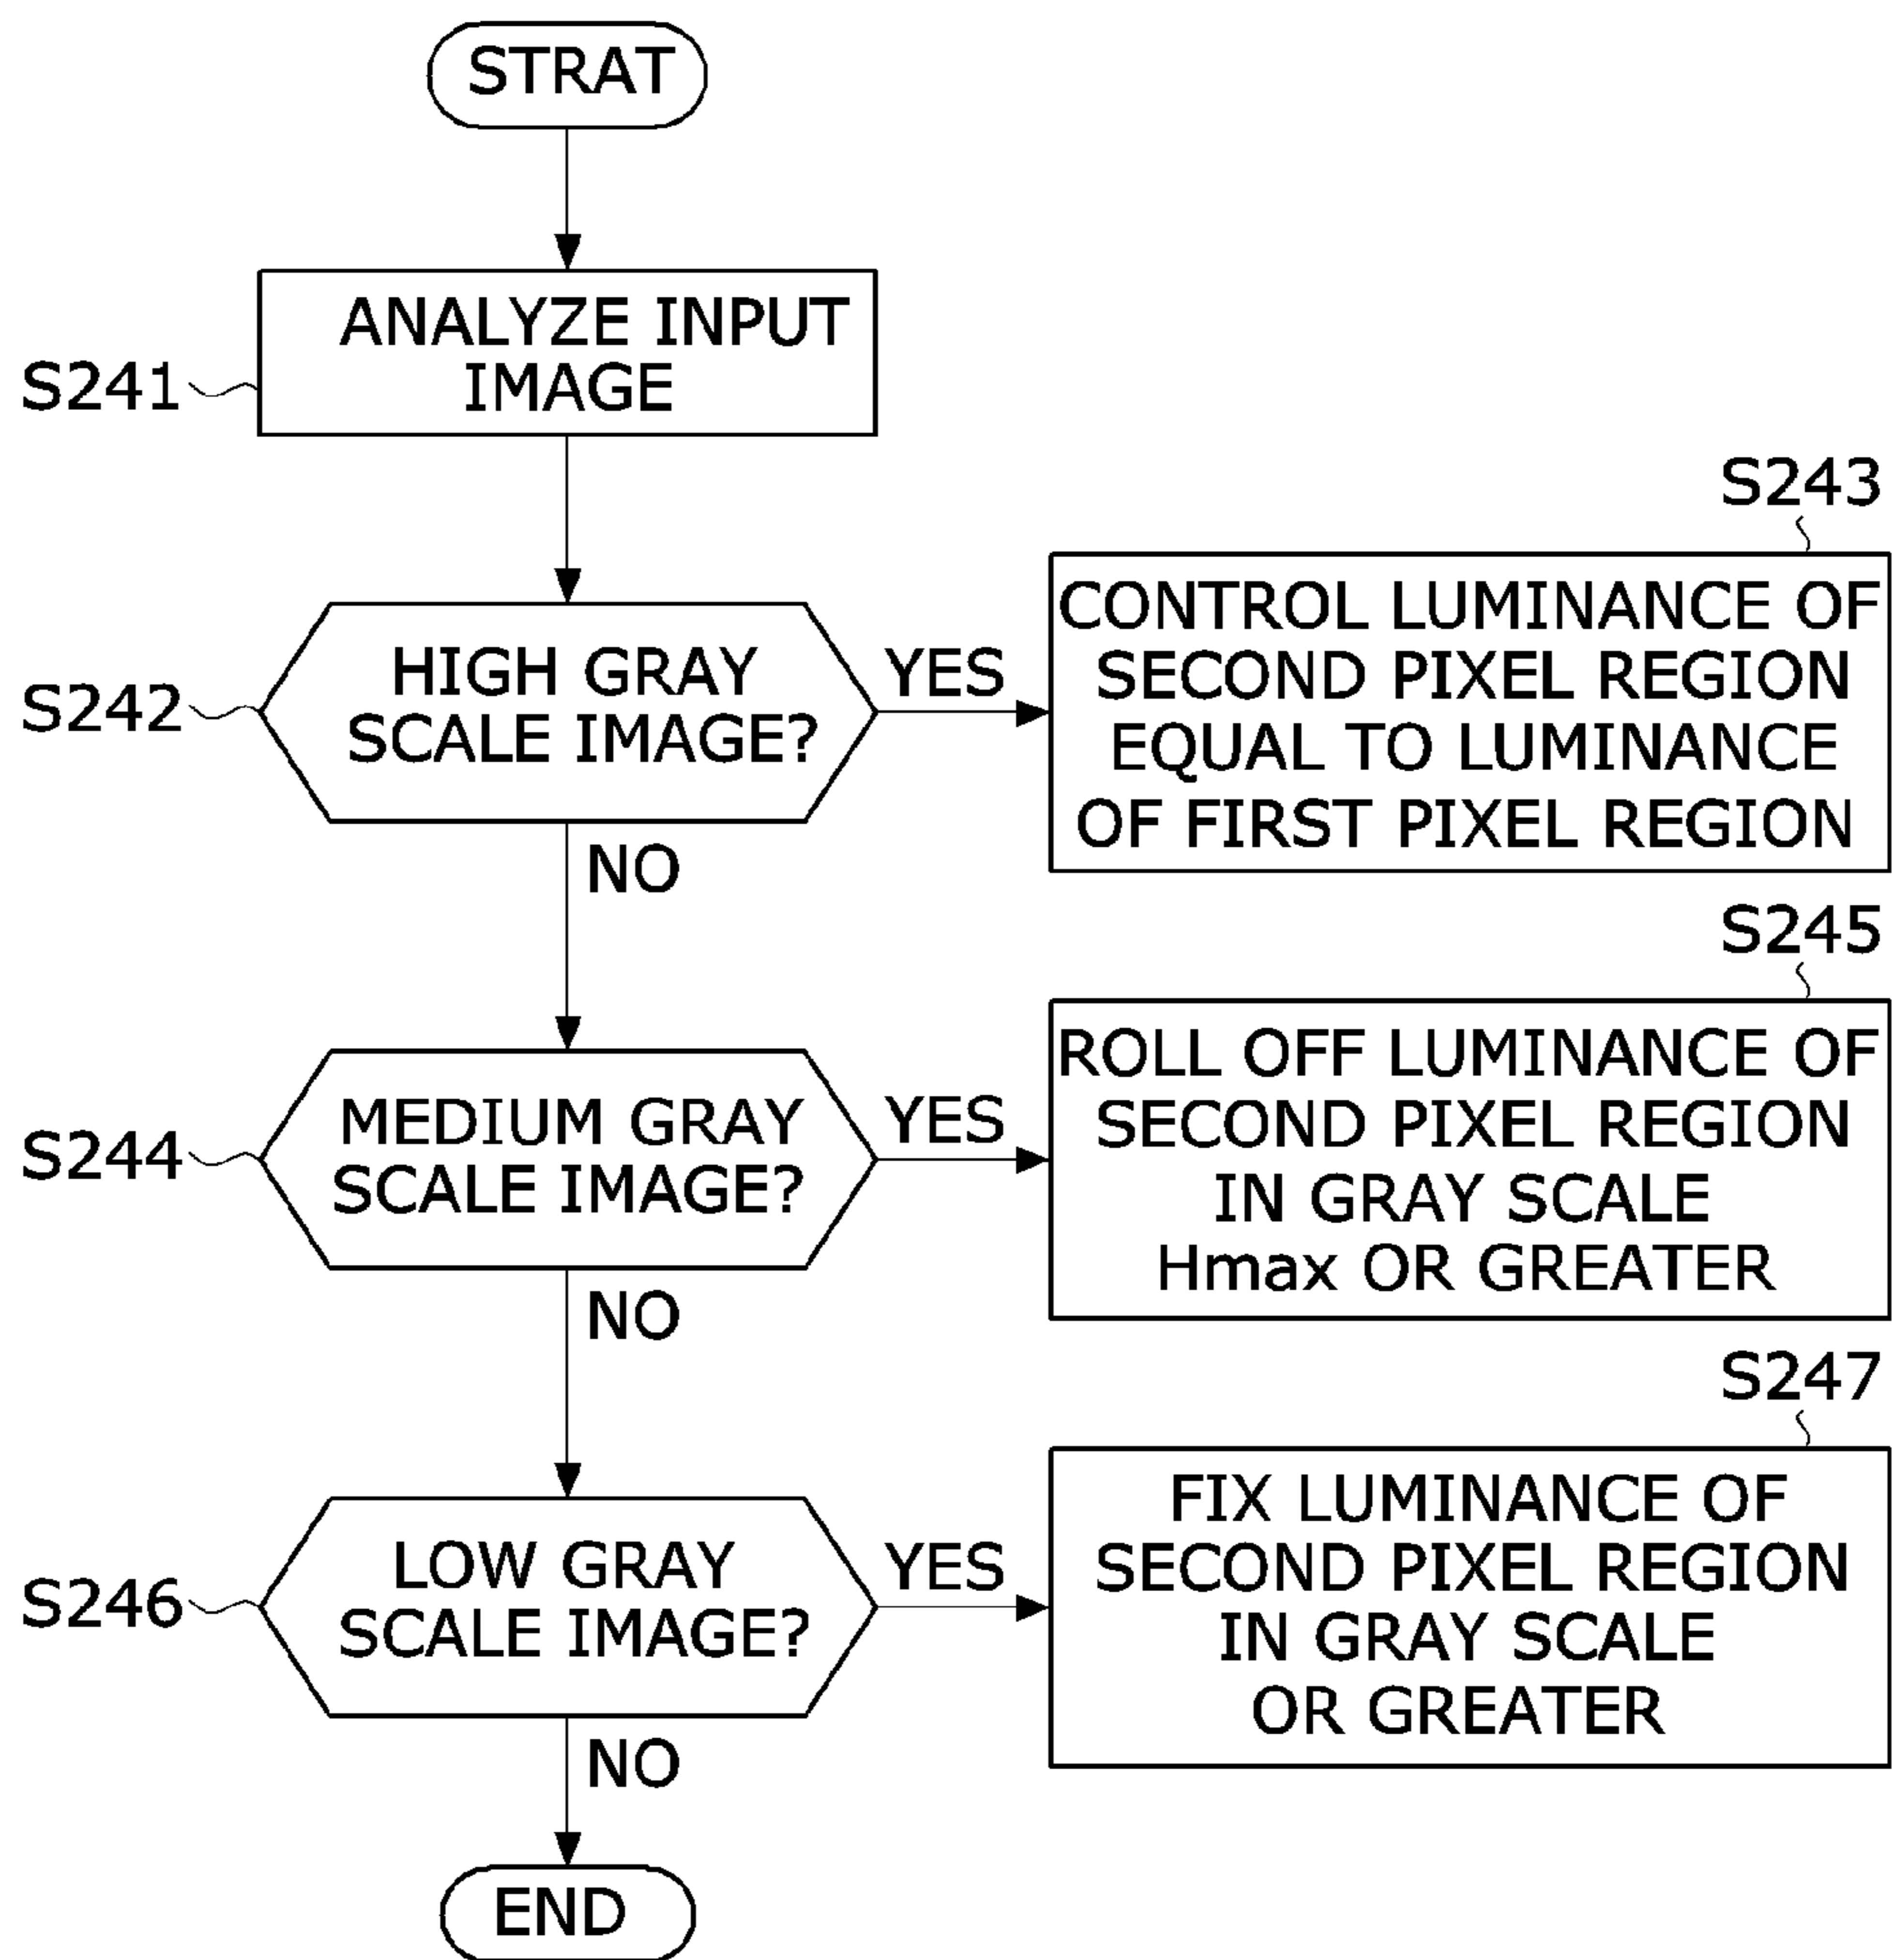 STRAT
ANALYZE INPUT
IMAGE
S241
S243
CONTROL LUMINANCE OF
SECOND PIXEL REGION
EQUAL TO LUMINANCE
OF FIRST PIXEL REGION
HIGH GRAY
SCALE IMAGE?
S242
YES
NO
S245
ROLL OFF LUMINANCE OF
SECOND PIXEL REGION
IN GRAY SCALE
Hmax OR GREATER
MEDIUM GRAY
SCALE IMAGE?
S244
YES
NO
S247
FIX LUMINANCE OF
SECOND PIXEL REGION
IN GRAY SCALE
OR GREATER
LOW GRAY
SCALE IMAGE?
S246
YES
NO
END